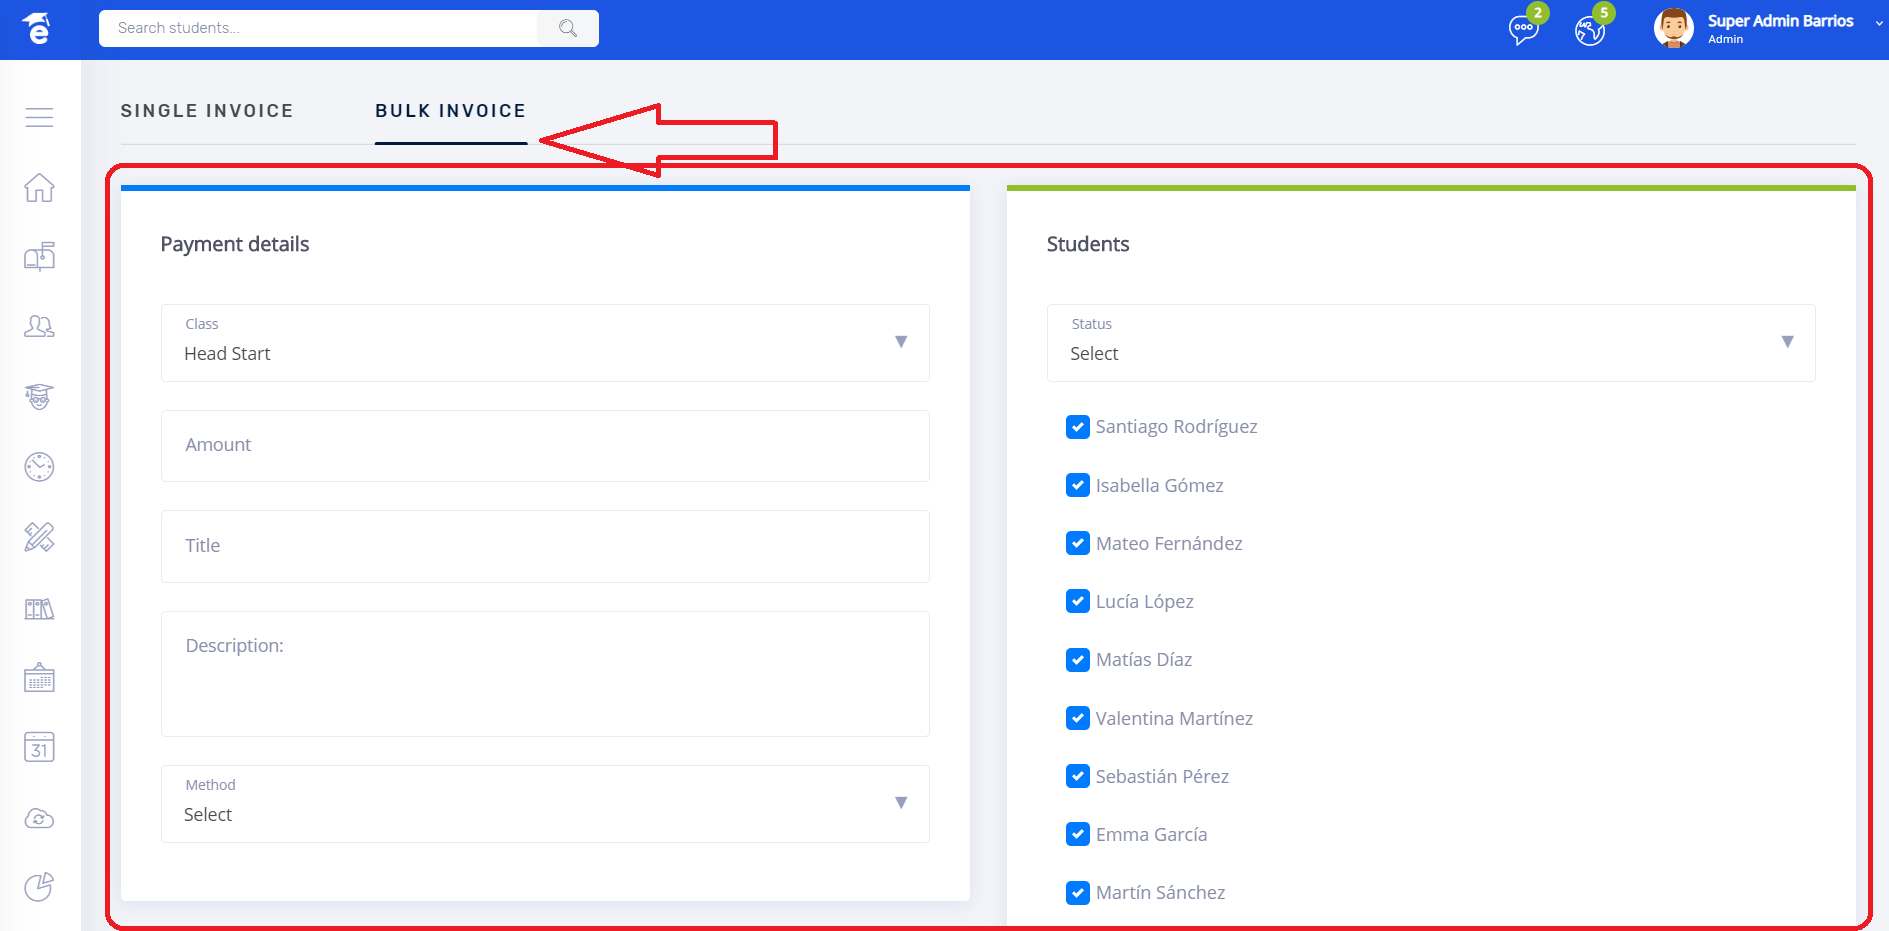 e
Search students...
2
5
Super Admin Barrios
Admin
SINGLE INVOICE
BULK INVOICE
Payment details
Class
Head Start
Amount
Title
Description:
Method
Select
Students
Status
Select
Santiago Rodríguez
Isabella Gómez
Mateo Fernández
Lucía López
Matías Díaz
Valentina Martínez
Sebastián Pérez
Emma García
Martín Sánchez
31